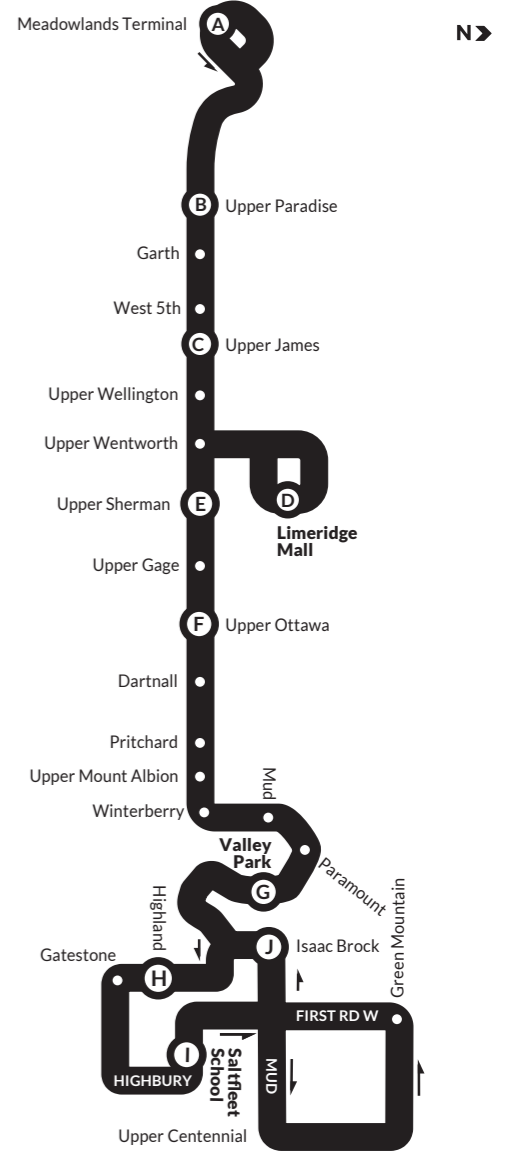 Meadowlands Terminal
A
N
B
Upper Paradise
Garth
West 5th
C
Upper James
Upper Wellington
Upper Wentworth
Upper Sherman
E
D
Limeridge
Mall
Upper Gage
F
Upper Ottawa
Dartnall
Pritchard
Upper Mount Albion
Winterberry
Mud
Valley
Park
Paramount
G
Highland
Green Mountain
Gatestone
J
Isaac Brock
H
FIRST RD W
I
HIGHBURY
Saltfleet
School
MUD
Upper Centennial